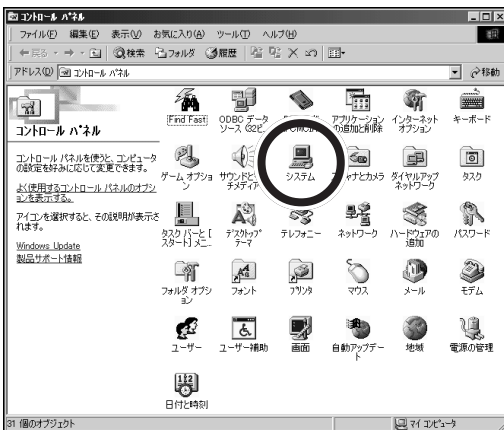 コントロール パネル
ファイル(F) 編集(E) 表示(V) お気に入り(A) ツール(T) ヘルプ(H)
戻る 検索 フォルダ 履歴
アドレス(D) コントロール パネル 移動
コントロール パネル
コントロール パネルを使うと、コンピュータ
の設定を好みに応じて変更できます。
よく使用するコントロール パネルのオプシ
ョンを表示する。
アイコンを選択すると、その説明が表示さ
れます。
Windows Update
製品サポート情報
Find Fast
ODBC データ
ソース (32ビ.
アプリケーション
の追加と削除
インターネット
オプション
キーボード
ゲーム オプショ
ン
サウンドと
チメディア
システム
ナとカメラ
ダイヤルアップ
ネットワーク
タスク
タスク バーと [
スタート] メニ..
デスクトップ
テーマ
テレフォニー
ネットワーク
ハードウェアの
追加
パスワード
フォルダ オプシ
ョン
フォント
プリンタ
マウス
メール
モデム
ユーザー
ユーザー補助
画面
自動アップデー
ト
地域
電源の管理
日付と時刻
31 個のオブジェクト
マイ コンピュータ